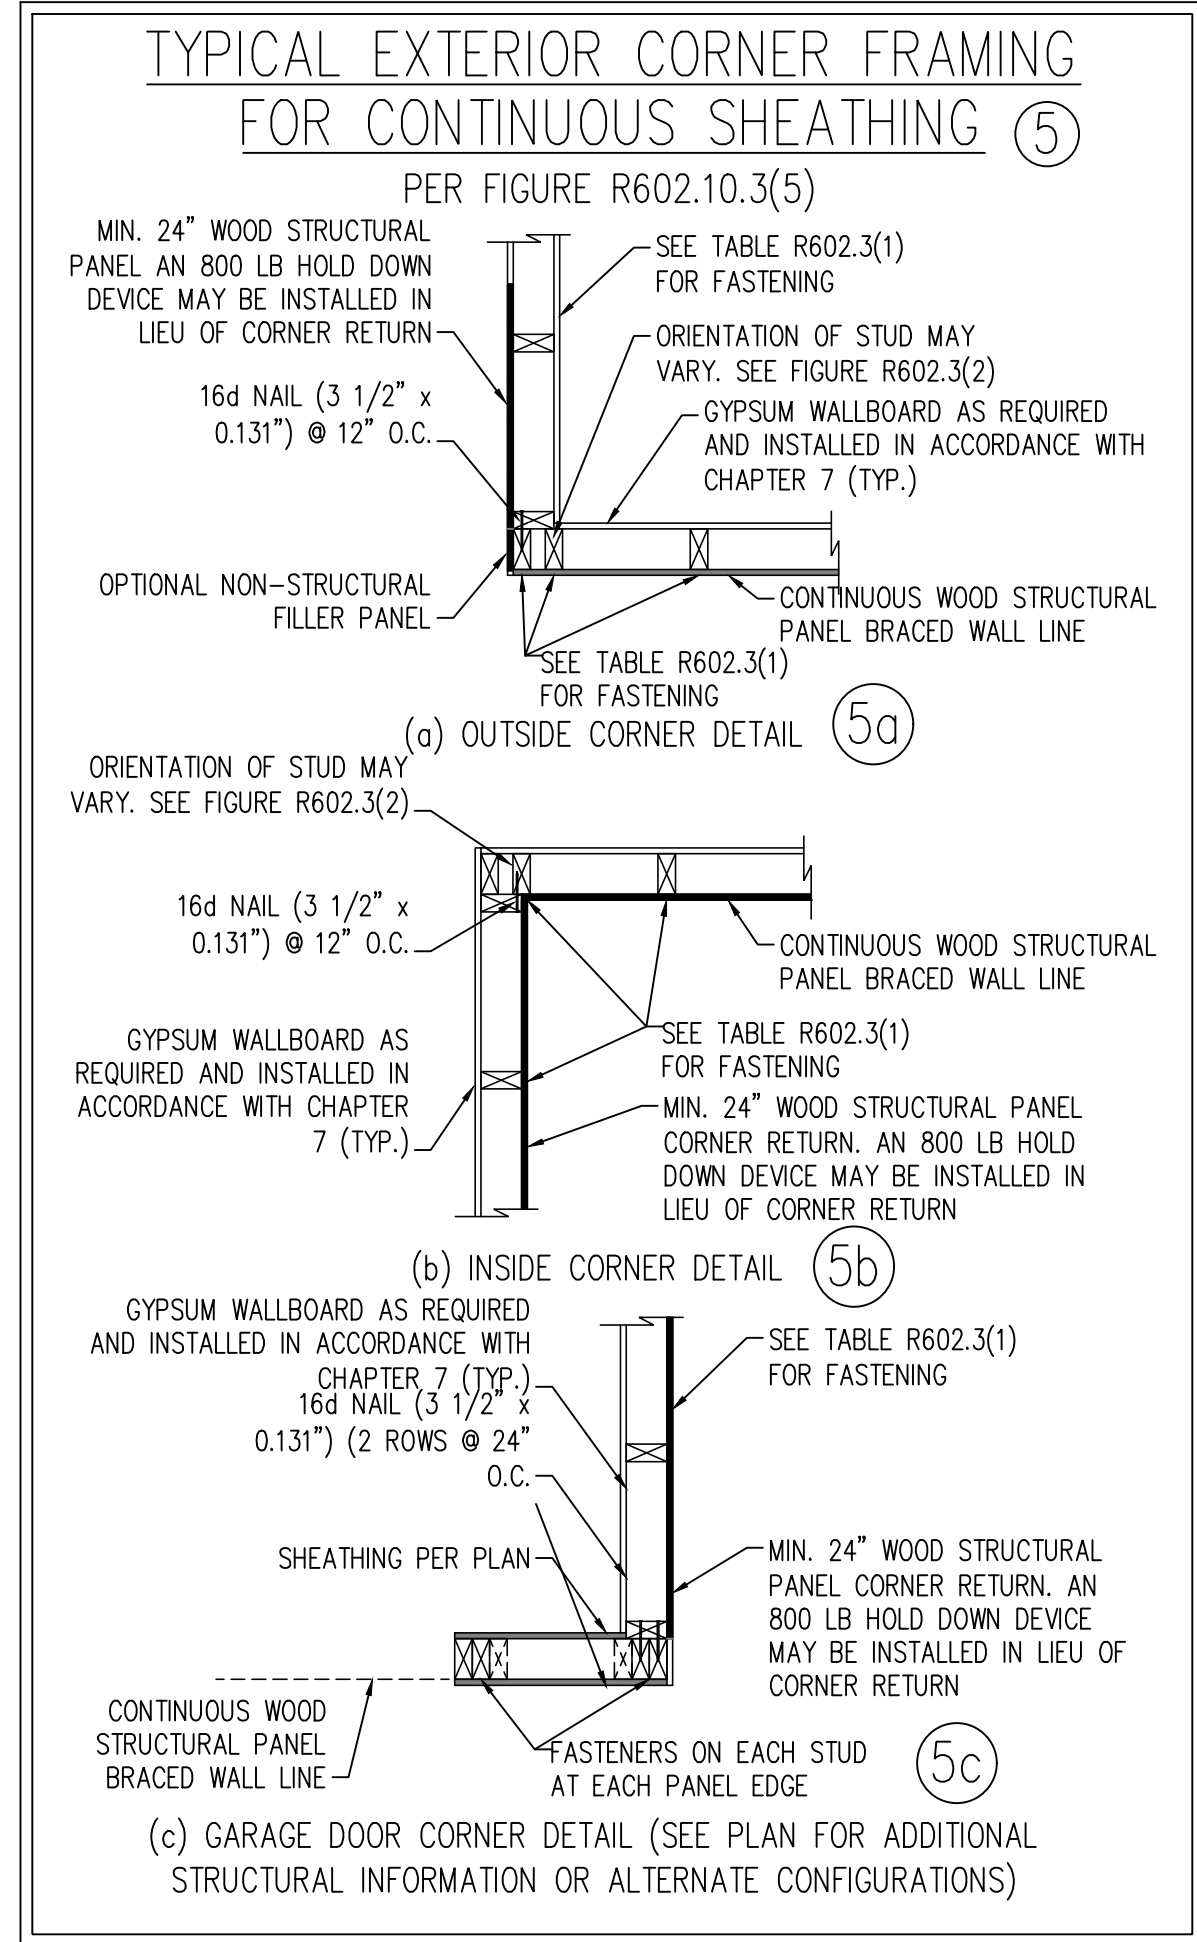 TYPICAL EXTERIOR CORNER FRAMING
FOR CONTINUOUS SHEATHING 5
PER FIGURE R602.10.3(5)
MIN. 24" WOOD STRUCTURAL
PANEL AN 800 LB HOLD DOWN
DEVICE MAY BE INSTALLED IN
LIEU OF CORNER RETURN
SEE TABLE R602.3(1)
FOR FASTENING
ORIENTATION OF STUD MAY
VARY. SEE FIGURE R602.3(2)
16d NAIL (3 1/2" x
0.131") @ 12" O.C.
GYPSUM WALLBOARD AS REQUIRED
AND INSTALLED IN ACCORDANCE WITH
CHAPTER 7 (TYP.)
OPTIONAL NON-STRUCTURAL
FILLER PANEL
CONTINUOUS WOOD STRUCTURAL
PANEL BRACED WALL LINE
SEE TABLE R602.3(1)
FOR FASTENING
(a) OUTSIDE CORNER DETAIL 5a
ORIENTATION OF STUD MAY
VARY. SEE FIGURE R602.3(2)
16d NAIL (3 1/2" x
0.131") @ 12" O.C.
CONTINUOUS WOOD STRUCTURAL
PANEL BRACED WALL LINE
GYPSUM WALLBOARD AS
REQUIRED AND INSTALLED IN
ACCORDANCE WITH CHAPTER
7 (TYP.)
SEE TABLE R602.3(1)
FOR FASTENING
MIN. 24" WOOD STRUCTURAL PANEL
CORNER RETURN. AN 800 LB HOLD
DOWN DEVICE MAY BE INSTALLED IN
LIEU OF CORNER RETURN
(b) INSIDE CORNER DETAIL 5b
GYPSUM WALLBOARD AS REQUIRED
AND INSTALLED IN ACCORDANCE WITH
CHAPTER 7 (TYP.)
16d NAIL (3 1/2" x
0.131") (2 ROWS @ 24"
O.C.
SEE TABLE R602.3(1)
FOR FASTENING
SHEATHING PER PLAN
MIN. 24" WOOD STRUCTURAL
PANEL CORNER RETURN. AN
800 LB HOLD DOWN DEVICE
MAY BE INSTALLED IN LIEU OF
CORNER RETURN
CONTINUOUS WOOD
STRUCTURAL PANEL
BRACED WALL LINE
FASTENERS ON EACH STUD
AT EACH PANEL EDGE
5c
(c) GARAGE DOOR CORNER DETAIL (SEE PLAN FOR ADDITIONAL
STRUCTURAL INFORMATION OR ALTERNATE CONFIGURATIONS)